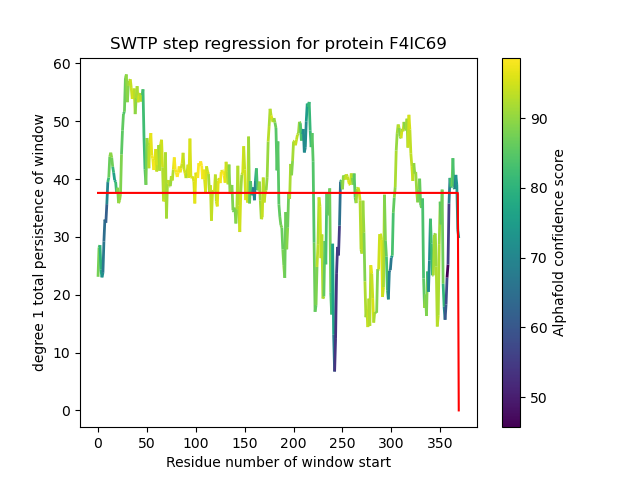 SWTP step regression for protein F4IC69
degree 1 total persistence of window
60
50
40
30
20
10
0
0 50 100 150 200 250 300 350
Residue number of window start
90
80
70
60
50
Alphafold confidence score